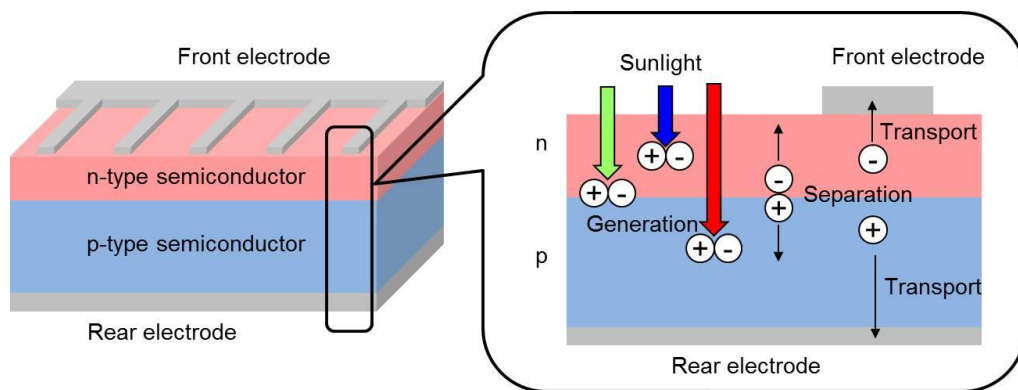 Front electrode
n-type semiconductor
p-type semiconductor
Rear electrode
Sunlight
Front electrode
n
Transport
+ -
-
+ -
-
Separation
+
Generation
+
+ -
p
Transport
Rear electrode